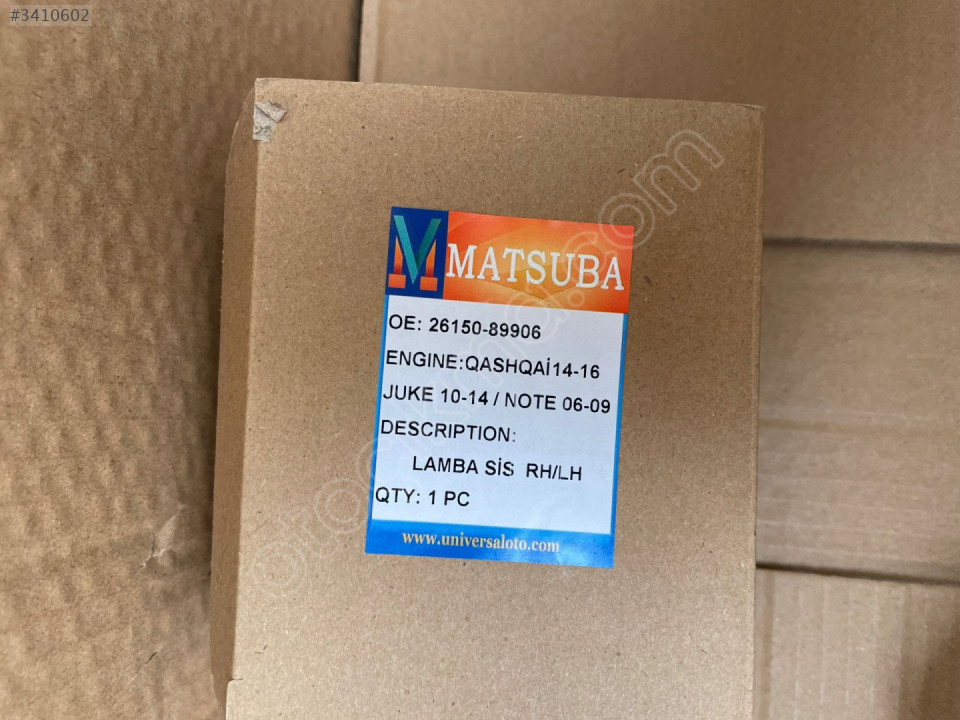 #3410602
MATSUBA
OE: 26150-89906
ENGINE:QASHQAİ14-16
JUKE 10-14 / NOTE 06-09
DESCRIPTION:
LAMBA SİS RH/LH
QTY: 1 PC
www.universaloto.com